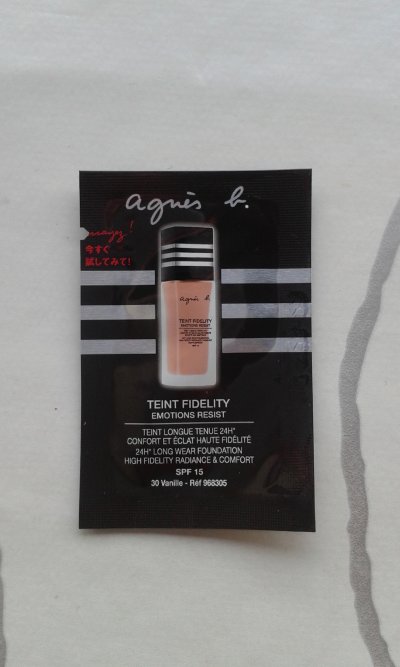 agnès b.
essayez!
今すぐ
試してみて!
agnès b.
TEINT FIDELITY
EMOTIONS RESIST
TEINT FIDELITY
EMOTIONS RESIST
TEINT LONGUE TENUE 24H*
CONFORT ET ÉCLAT HAUTE FIDÉLITÉ
24H* LONG WEAR FOUNDATION
HIGH FIDELITY RADIANCE & COMFORT
SPF 15
30 Vanille - Réf 968305